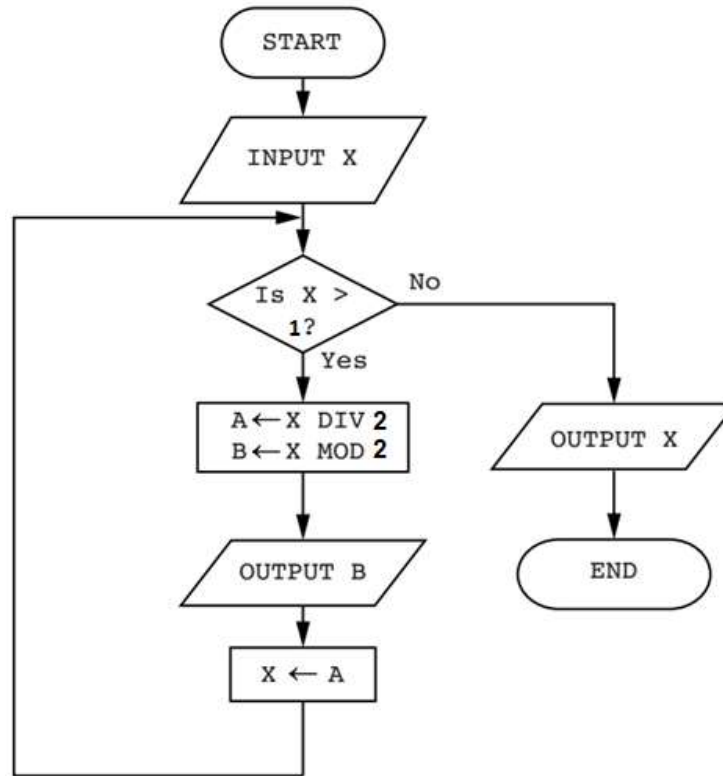 START
INPUT X
Is X >
1?
No
Yes
A ← X DIV 2
B ← X MOD 2
OUTPUT X
OUTPUT B
END
X ← A